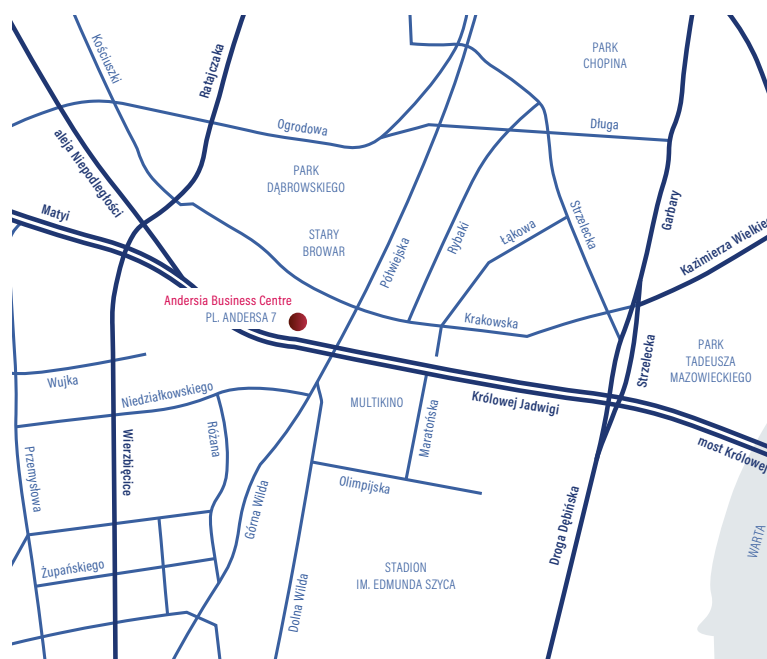 Kościuszki
Ratajczaka
PARK
CHOPINA
Ogrodowa
Długa
aleja Niepodległości
PARK
DĄBROWSKIEGO
Matyi
STARY
BROWAR
Półwiejska
Rybaki
Łąkowa
Strzelecka
Garbary
Kazimierza Wielkie
Andersia Business Centre
PL. ANDERSA 7
Krakowska
Strzelecka
PARK
TADEUSZA
MAZOWIECKIEGO
Wujka
Niedziałkowskiego
MULTIKINO
Maratońska
Królowej Jadwigi
most Królowej
Przemysłowa
Wierzbięcice
Różana
Górna Wilda
Olimpijska
Droga Dębińska
WARTA
Żupańskiego
Dolna Wilda
STADION
IM. EDMUNDA SZYCA